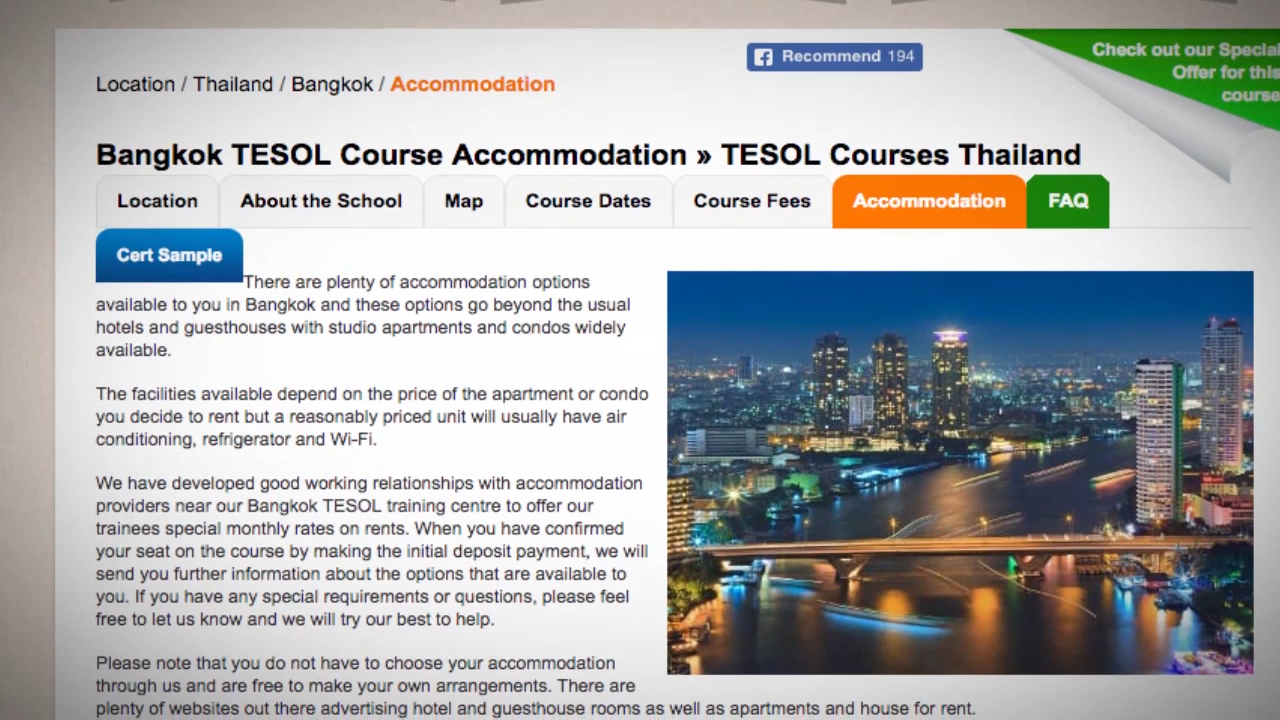 Recommend 194
Check out our Special
Offer for this
course
Location / Thailand / Bangkok / Accommodation
Bangkok TESOL Course Accommodation » TESOL Courses Thailand
Location About the School Map Course Dates Course Fees Accommodation FAQ
Cert Sample
There are plenty of accommodation options
available to you in Bangkok and these options go beyond the usual
hotels and guesthouses with studio apartments and condos widely
available.
The facilities available depend on the price of the apartment or condo
you decide to rent but a reasonably priced unit will usually have air
conditioning, refrigerator and Wi-Fi.
We have developed good working relationships with accommodation
providers near our Bangkok TESOL training centre to offer our
trainees special monthly rates on rents. When you have confirmed
your seat on the course by making the initial deposit payment, we will
send you further information about the options that are available to
you. If you have any special requirements or questions, please feel
free to let us know and we will try our best to help.
Please note that you do not have to choose your accommodation
through us and are free to make your own arrangements. There are
plenty of websites out there advertising hotel and guesthouse rooms as well as apartments and house for rent.